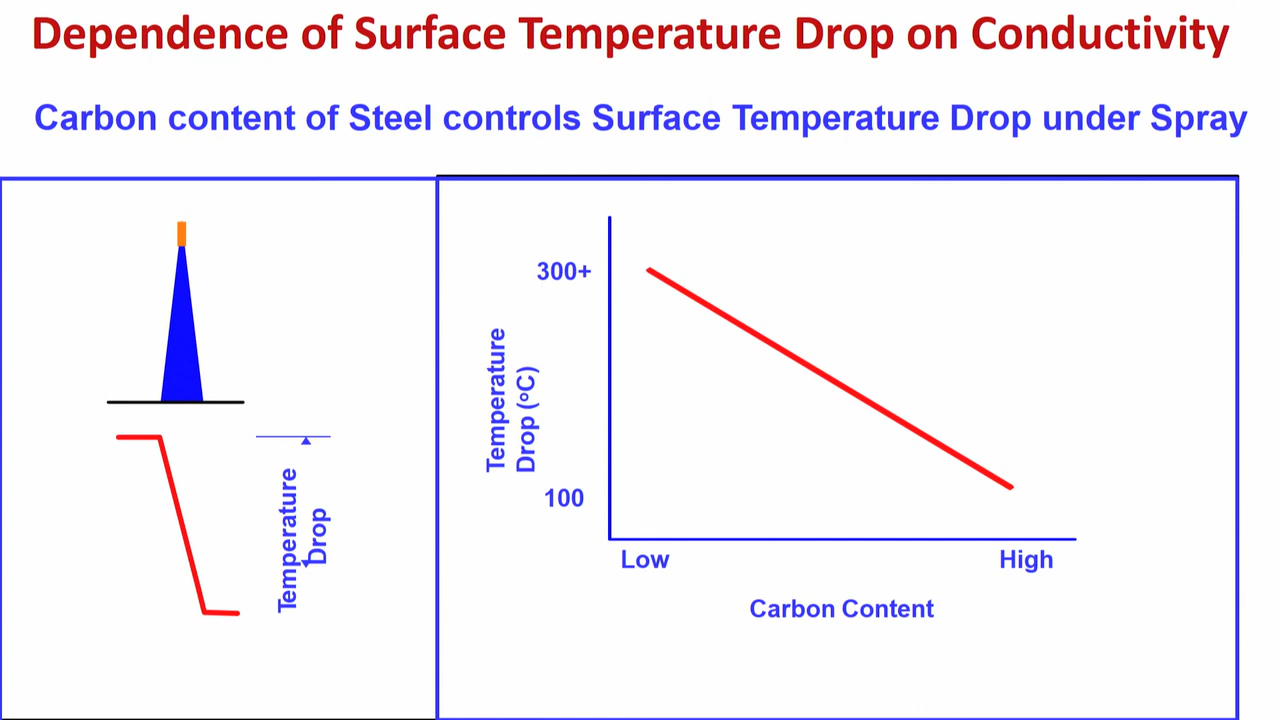 Dependence of Surface Temperature Drop on Conductivity
Carbon content of Steel controls Surface Temperature Drop under Spray
Temperature
Drop
300+
Temperature
Drop (ºC)
100
Low
High
Carbon Content